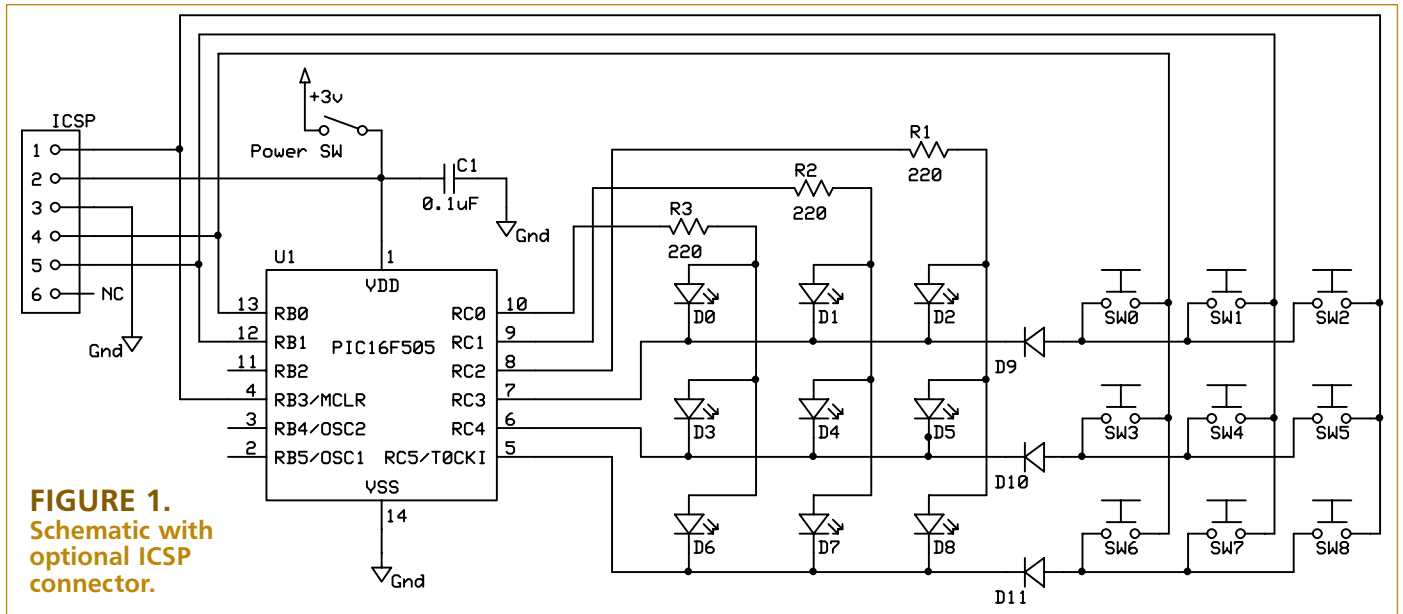 ICSP
1
2
3
4
5
6
NC
Gnd
+3v
Power SW
C1
0.1uF
Gnd
R1
220
R2
220
R3
220
U1
1
VDD
PIC16F505
13 RB0
12 RB1
11 RB2
4 RB3/MCLR
3 RB4/OSC2
2 RB5/OSC1
RC0 10
RC1 9
RC2 8
RC3 7
RC4 6
RC5/T0CKI 5
VSS
14
Gnd
D0
D1
D2
D9
SW0
SW1
SW2
D3
D4
D5
D10
SW3
SW4
SW5
D6
D7
D8
D11
SW6
SW7
SW8
FIGURE 1.
Schematic with
optional ICSP
connector.